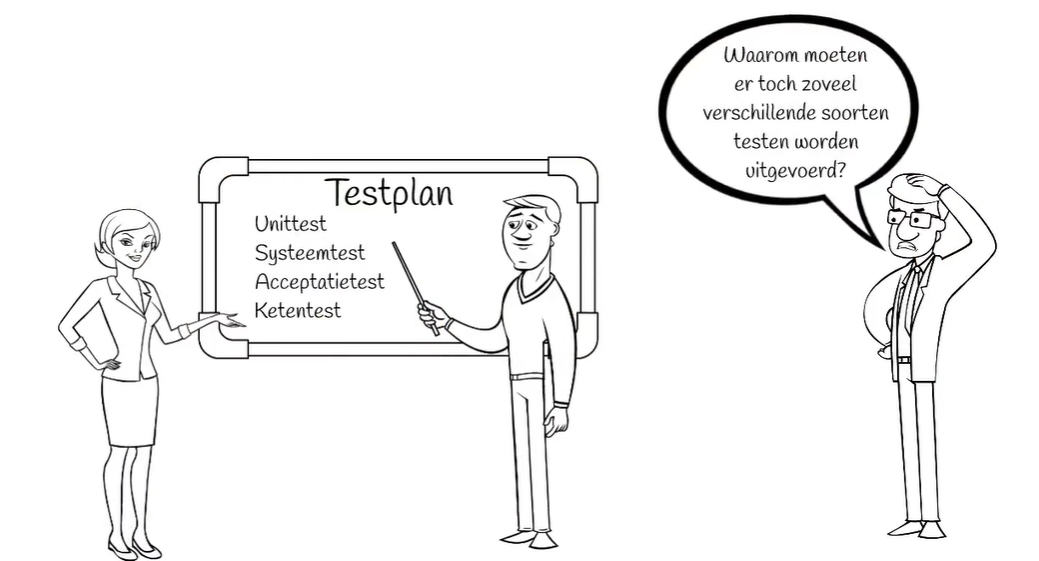 Waarom moeten
er toch zoveel
verschillende soorten
testen worden
uitgevoerd?
Testplan
Unittest
Systeemtest
Acceptatietest
Ketentest